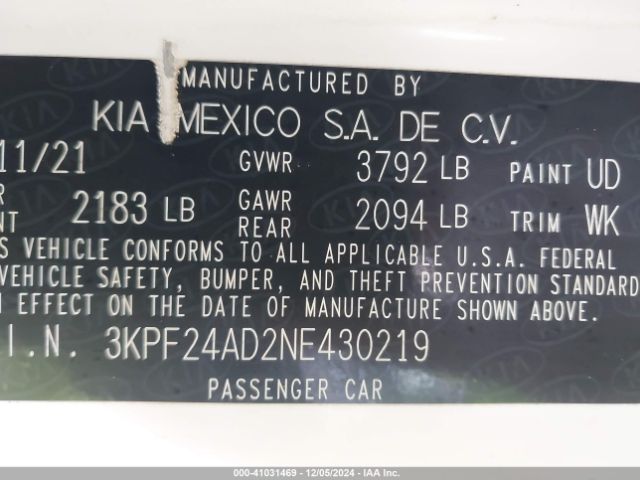 MANUFACTURED BY
KIA MEXICO S.A. DE C.V.
11/21 GVWR 3792 LB PAINT UD
2183 LB GAWR REAR 2094 LB TRIM WK
VEHICLE CONFORMS TO ALL APPLICABLE U.S.A. FEDERAL
VEHICLE SAFETY, BUMPER, AND THEFT PREVENTION STANDARD
EFFECT ON THE DATE OF MANUFACTURE SHOWN ABOVE.
I.N. 3KPF24AD2NE430219
PASSENGER CAR
000-41031469 - 12/05/2024 - IAA Inc.